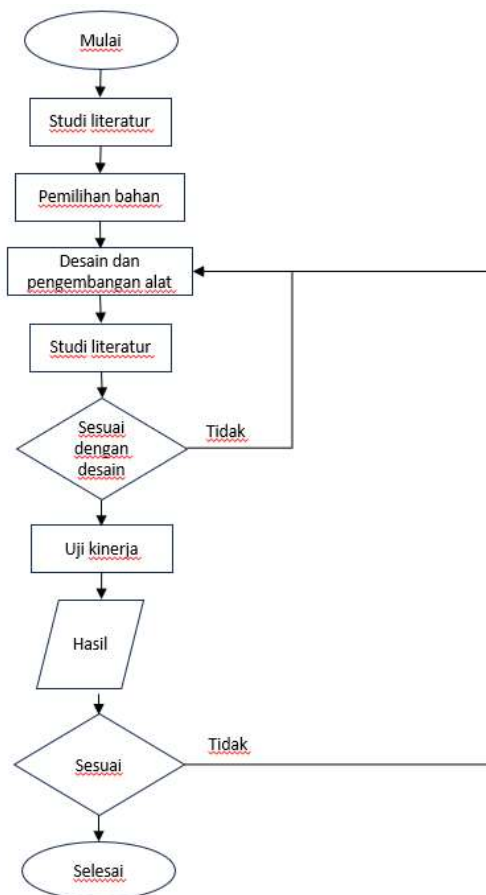 Mulai
Studi literatur
Pemilihan bahan
Desain dan
pengembangan alat
Studi literatur
Sesuai
dengan
desain
Tidak
Uji kinerja
Hasil
Sesuai
Tidak
Selesai